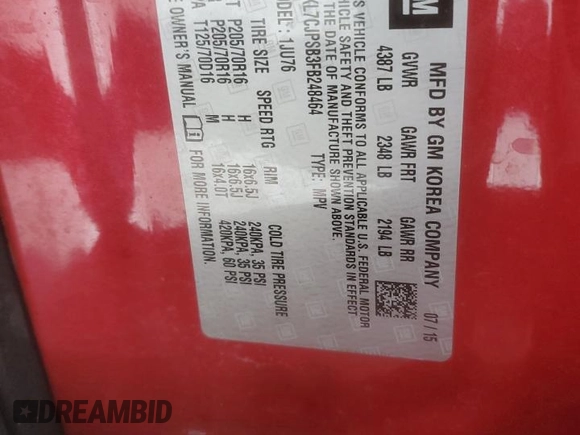 GM
MFD BY GM KOREA COMPANY 07/15
GVWR GAWR FRT GAWR RR
4387 LB 2348 LB 2194 LB
S VEHICLE CONFORMS TO ALL APPLICABLE U.S. FEDERAL MOTOR
HICLE SAFETY AND THEFT PREVENTION STANDARDS IN EFFECT
DATE OF MANUFACTURE SHOWN ABOVE.
KL7CJPSB3FB248464 TYPE: MPV
ODEL: 1JU76
TIRE SIZE SPEED RTG RIM COLD TIRE PRESSURE
T P205/70R16 H 16x6.5J 240KPA, 35 PSI
P205/70R16 H 16x6.5J 240KPA, 35 PSI
PA T125/70D16 M 16x4.0T 420KPA, 60 PSI
E OWNER'S MANUAL FOR MORE INFORMATION
DREAMBID